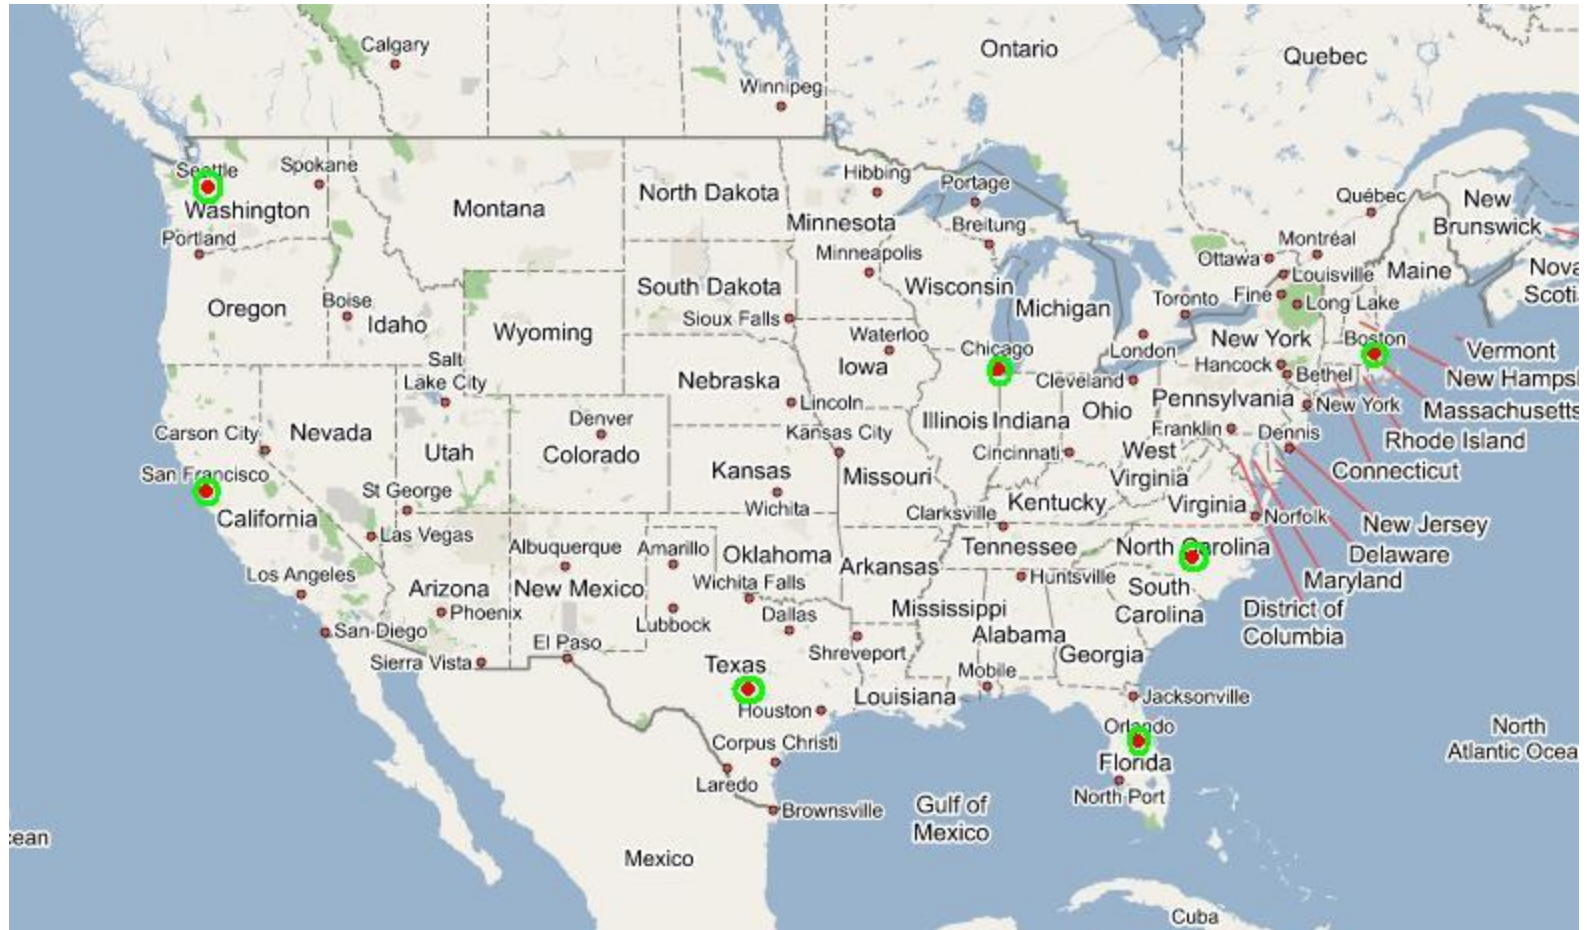 Calgary
Ontario
Quebec
Winnipeg
Seattle
Spokane
Hibbing
Portage
Québec
New
Brunswick
Washington
Montana
North Dakota
Minnesota
Breitung
Portland
Minneapolis
Ottawa
Montréal
Louisville
Maine
Nova
Scoti
Oregon
Boise
Idaho
Wyoming
South Dakota
Sioux Falls
Wisconsin
Michigan
Toronto
Fine
Long Lake
Waterloo
Iowa
Chicago
London
New York
Boston
Vermont
New Hampsl
Salt
Lake City
Nebraska
Lincoln
Cleveland
Hancock
Bethel
Pennsylvania
New York
Massachusetts
Carson City
Nevada
Utah
Denver
Colorado
Kansas City
Illinois
Indiana
Ohio
Franklin
Dennis
Rhode Island
Connecticut
San Francisco
California
St George
Kansas
Wichita
Missouri
Cincinnati
West
Virginia
Kentucky
Virginia
Clarksville
Norfolk
New Jersey
Las Vegas
Albuquerque
Amarillo
Oklahoma
Arkansas
Tennessee
North Carolina
Delaware
Los Angeles
Arizona
Phoenix
New Mexico
Wichita Falls
Huntsville
South
Carolina
Maryland
San Diego
Lubbock
Dallas
Mississippi
Alabama
District of
Columbia
Sierra Vista
El Paso
Texas
Shreveport
Georgia
Houston
Louisiana
Mobile
Jacksonville
Corpus Christi
Orlando
Florida
North
Atlantic Ocea
Laredo
Brownsville
Gulf of
Mexico
North Port
ean
Mexico
Cuba